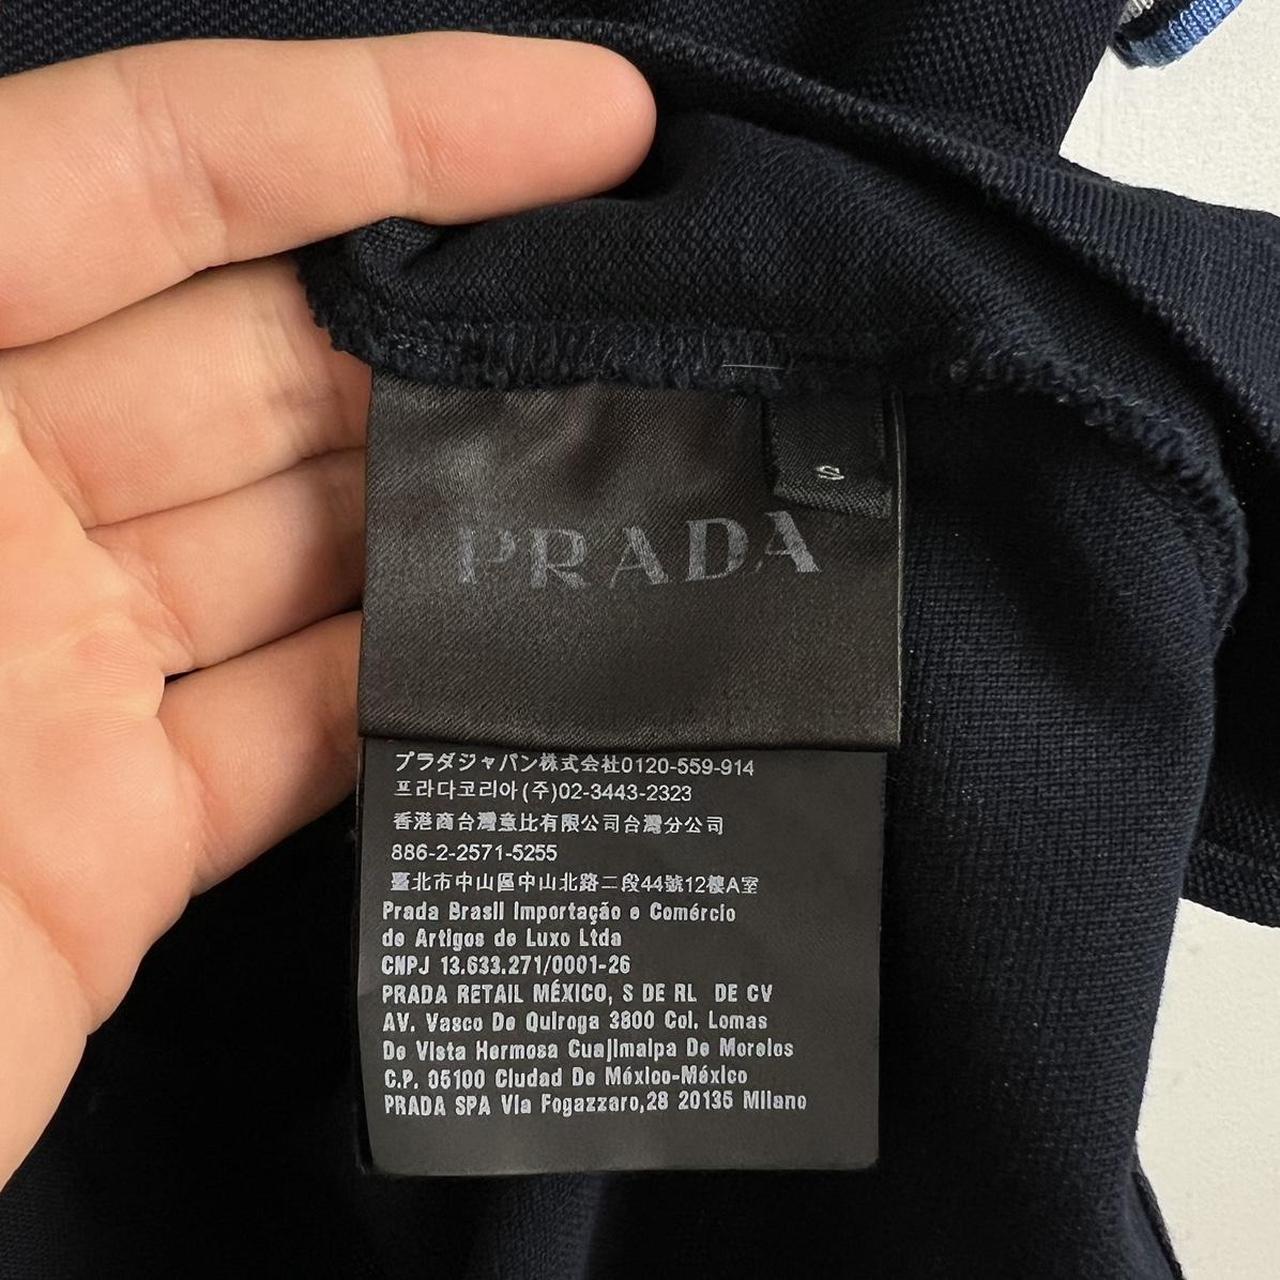 S
PRADA
プラダジャパン株式会社0120-559-914
프라다코리아(주)02-3443-2323
香港商台灣意比有限公司台灣分公司
886-2-2571-5255
臺北市中山區中山北路二段44號12樓A室
Prada Brasil Importação e Comércio
de Artigos de Luxo Ltda
CNPJ 13.633.271/0001-26
PRADA RETAIL MÉXICO, S DE RL DE CV
AV. Vasco De Quiroga 3800 Col. Lomas
De Vista Hermosa Cuajimalpa De Morelos
C.P. 05100 Ciudad De México-México
PRADA SPA Via Fogazzaro,28 20135 Milano